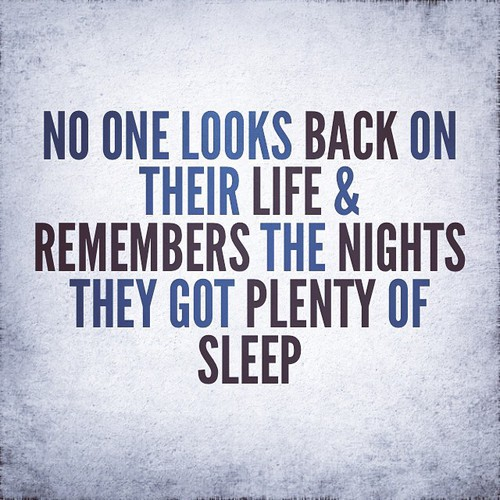 NO ONE LOOKS BACK ON
THEIR LIFE &
REMEMBERS THE NIGHTS
THEY GOT PLENTY OF
SLEEP